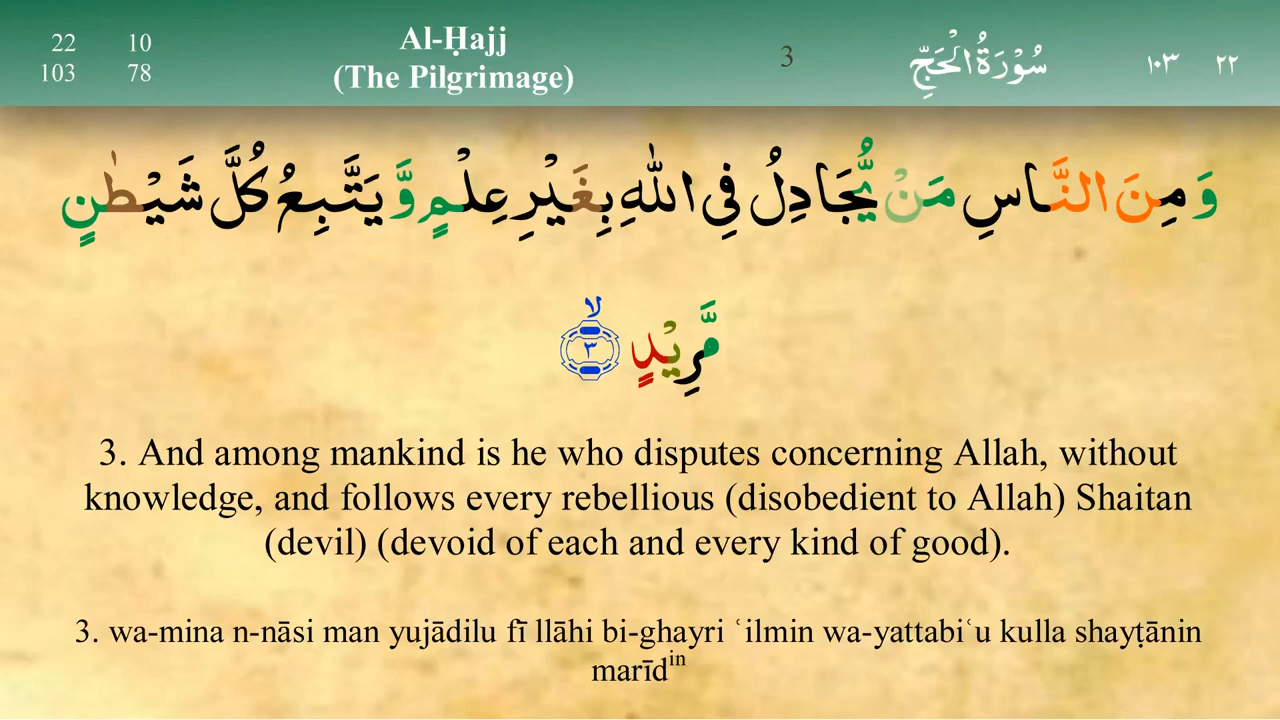 22 10 Al-Ḥajj 3 سُوْرَةُ الْحَجِّ ١٠٣ ٢٢
103 78 (The Pilgrimage)
وَمِنَ النَّاسِ مَنْ يُّجَادِلُ فِى اللّٰهِ بِغَيْرِ عِلْمٍ وَّيَتَّبِعُ كُلَّ شَيْطٰنٍ
مَّرِيْدٍ ۙ ٣
3. And among mankind is he who disputes concerning Allah, without
knowledge, and follows every rebellious (disobedient to Allah) Shaitan
(devil) (devoid of each and every kind of good).
3. wa-mina n-nāsi man yujādilu fī llāhi bi-ghayri ʿilmin wa-yattabiʿu kulla shayṭānin
marīdⁱⁿ